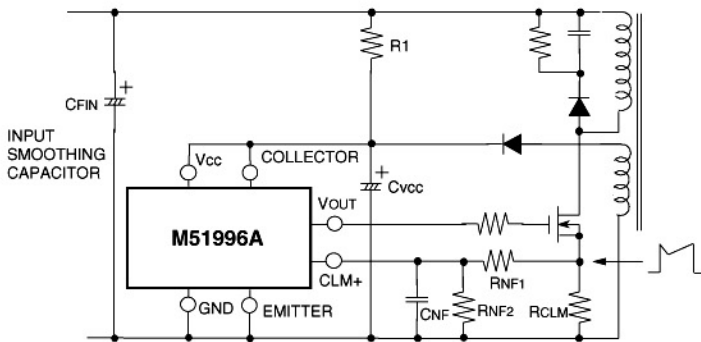 R1
+
CFIN
INPUT
SMOOTHING
CAPACITOR
Vcc
COLLECTOR
+
Cvcc
VOUT
M51996A
CLM+
RNF1
GND
EMITTER
CNF
RNF2
RCLM